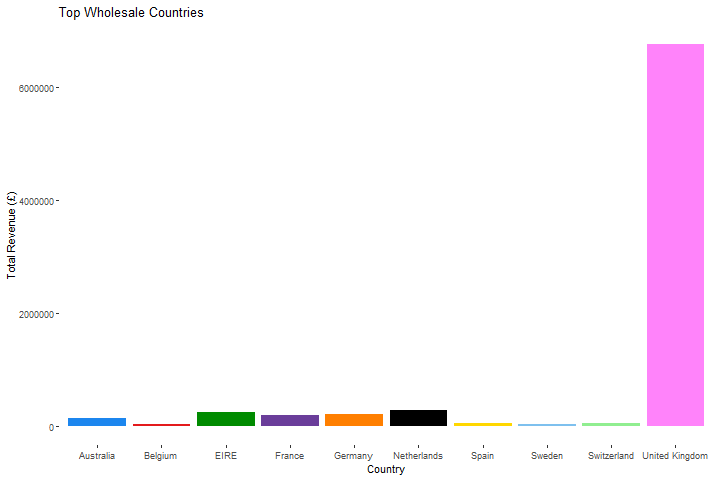 Top Wholesale Countries
Total Revenue (£)
6000000
4000000
2000000
0
Australia Belgium EIRE France Germany Netherlands Spain Sweden Switzerland United Kingdom
Country